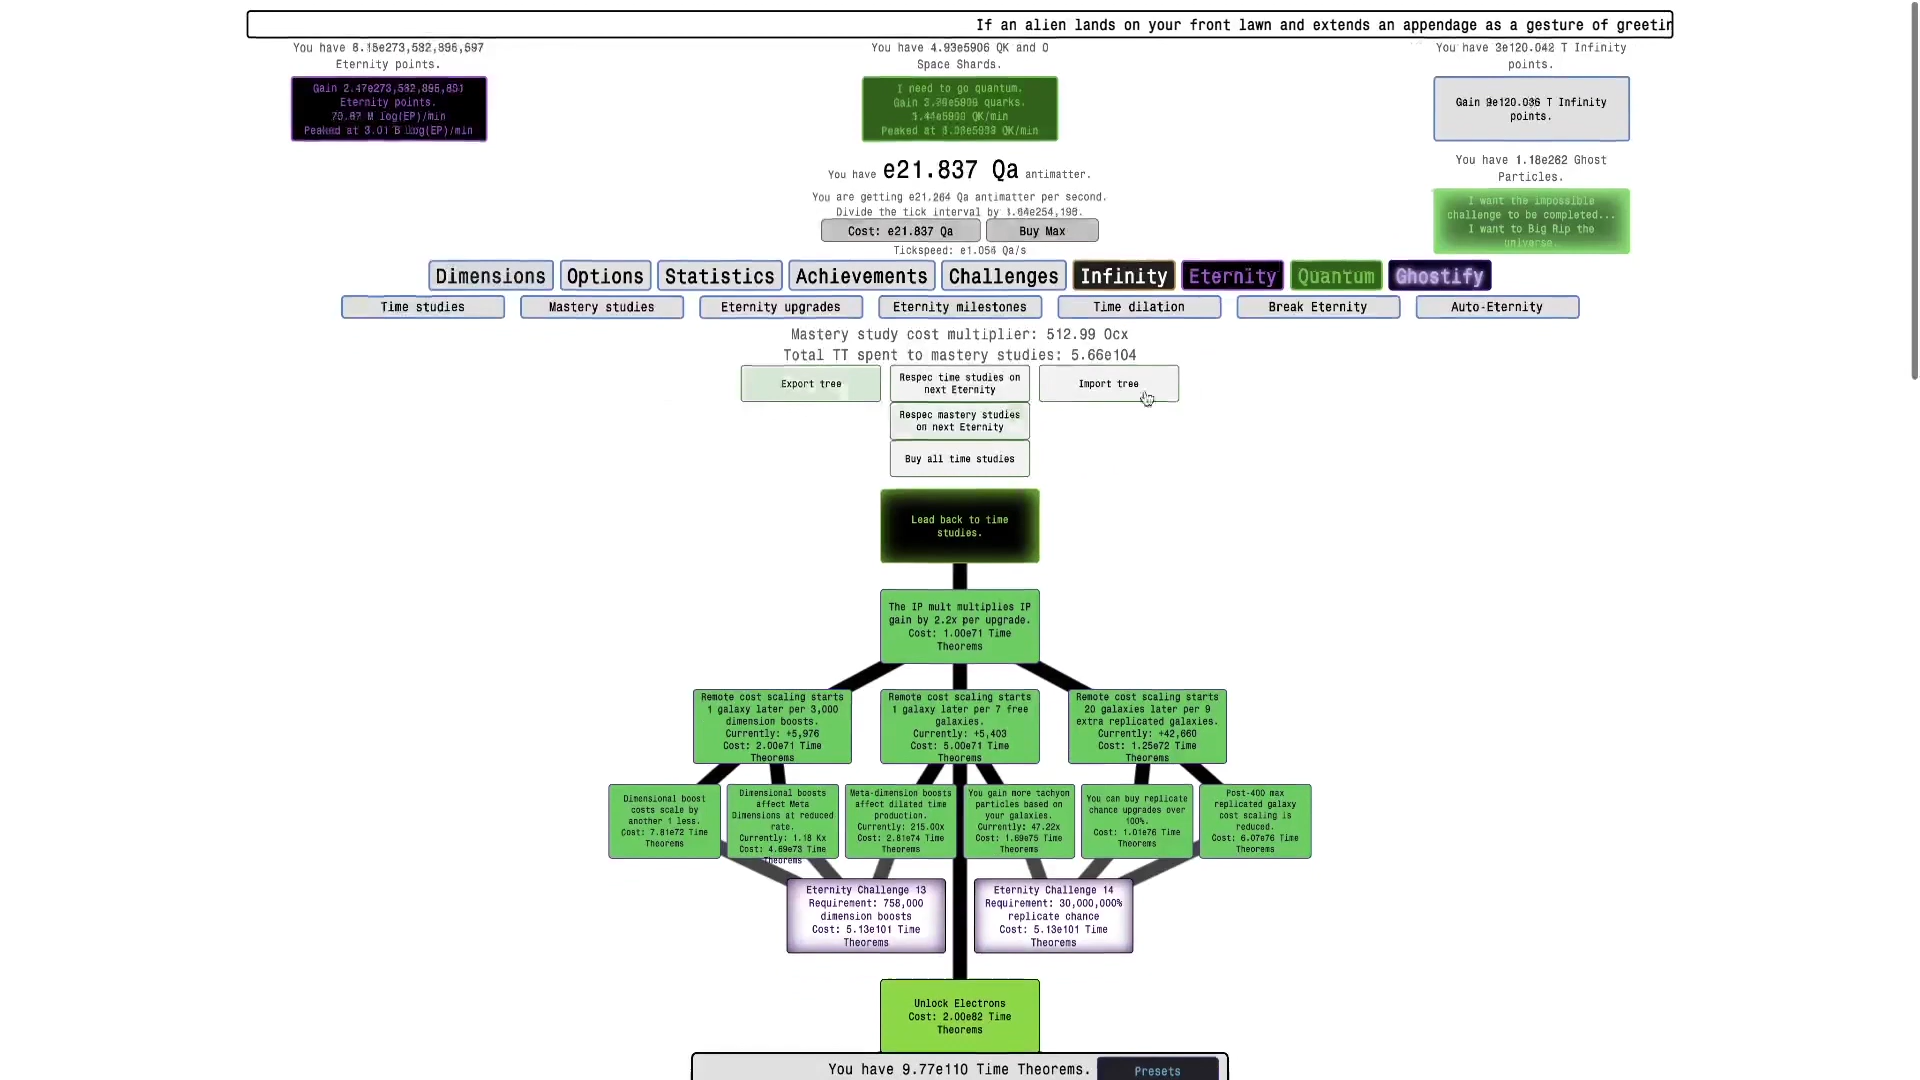 If an alien lands on your front lawn and extends an appendage as a gesture of greetin
You have
Eternity points.
You have 4.93e5906 QK and 0
Space Shards.
You have 3e120.042 T Infinity
points.
Eternity points.
Peaked at 3.01 B log(EP)/min
I need to go quantum.
Gain quarks.
QK/min
Peaked at QK/min
Gain 9e120.036 T Infinity
points.
You have e21.837 Qa antimatter.
You have 1.18e262 Ghost
Particles.
You are getting e21.264 Qa antimatter per second.
Divide the tick interval by
I want the impossible
challenge to be completed...
I want to Big Rip the
universe.
Cost: e21.837 Qa
Buy Max
Tickspeed: e1.054 Qa/s
Dimensions
Options
Statistics
Achievements
Challenges
Infinity
Eternity
Quantum
Ghostify
Time studies
Mastery studies
Eternity upgrades
Eternity milestones
Time dilation
Break Eternity
Auto-Eternity
Mastery study cost multiplier: 512.99 Ocx
Total TT spent to mastery studies: 5.66e104
Export tree
Respec time studies on
next Eternity
Import tree
Respec mastery studies
on next Eternity
Buy all time studies
Lead back to time
studies.
The IP mult multiplies IP
gain by 2.2x per upgrade.
Cost: 1.00e71 Time
Theorems
Remote cost scaling starts
1 galaxy later per 3,000
dimension boosts.
Currently: +5,976
Cost: 2.00e71 Time
Theorems
Remote cost scaling starts
1 galaxy later per 7 free
galaxies.
Currently: +5,403
Cost: 5.00e71 Time
Theorems
Remote cost scaling starts
20 galaxies later per 9
extra replicated galaxies.
Currently: +42,660
Cost: 1.25e72 Time
Theorems
Dimensional boost
costs scale by
another 1 less.
Cost: 7.81e72 Time
Theorems
Dimensional boosts
affect Meta
Dimensions at reduced
rate.
Currently: 1.18 Kx
Cost: 4.69e73 Time
Theorems
Meta-dimension boosts
affect dilated time
production.
Currently: 215.00x
Cost: 2.81e74 Time
Theorems
You gain more tachyon
particles based on
your galaxies.
Currently: 47.22x
Cost: 1.69e75 Time
Theorems
You can buy replicate
chance upgrades over
100%.
Cost: 1.01e76 Time
Theorems
Post-400 max
replicated galaxy
cost scaling is
reduced.
Cost: 6.07e76 Time
Theorems
Eternity Challenge 13
Requirement: 758,000
dimension boosts
Cost: 5.13e101 Time
Theorems
Eternity Challenge 14
Requirement: 30,000,000%
replicate chance
Cost: 5.13e101 Time
Theorems
Unlock Electrons
Cost: 2.00e82 Time
Theorems
You have 9.77e110 Time Theorems.
Presets